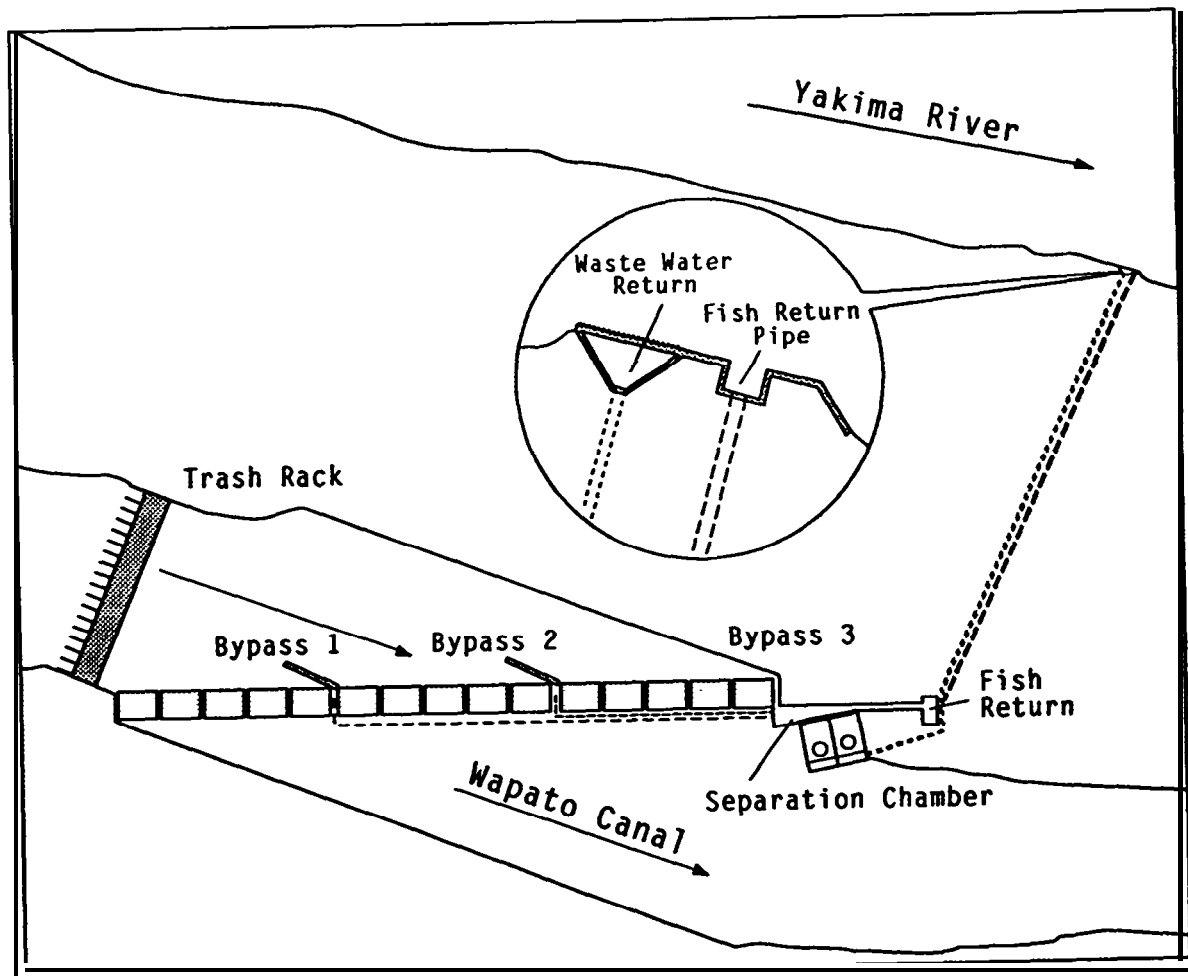 Yakima River
Waste Water
Return
Fish Return
Pipe
Trash Rack
Bypass 1
Bypass 2
Bypass 3
Fish
Return
Separation Chamber
Wapato Canal